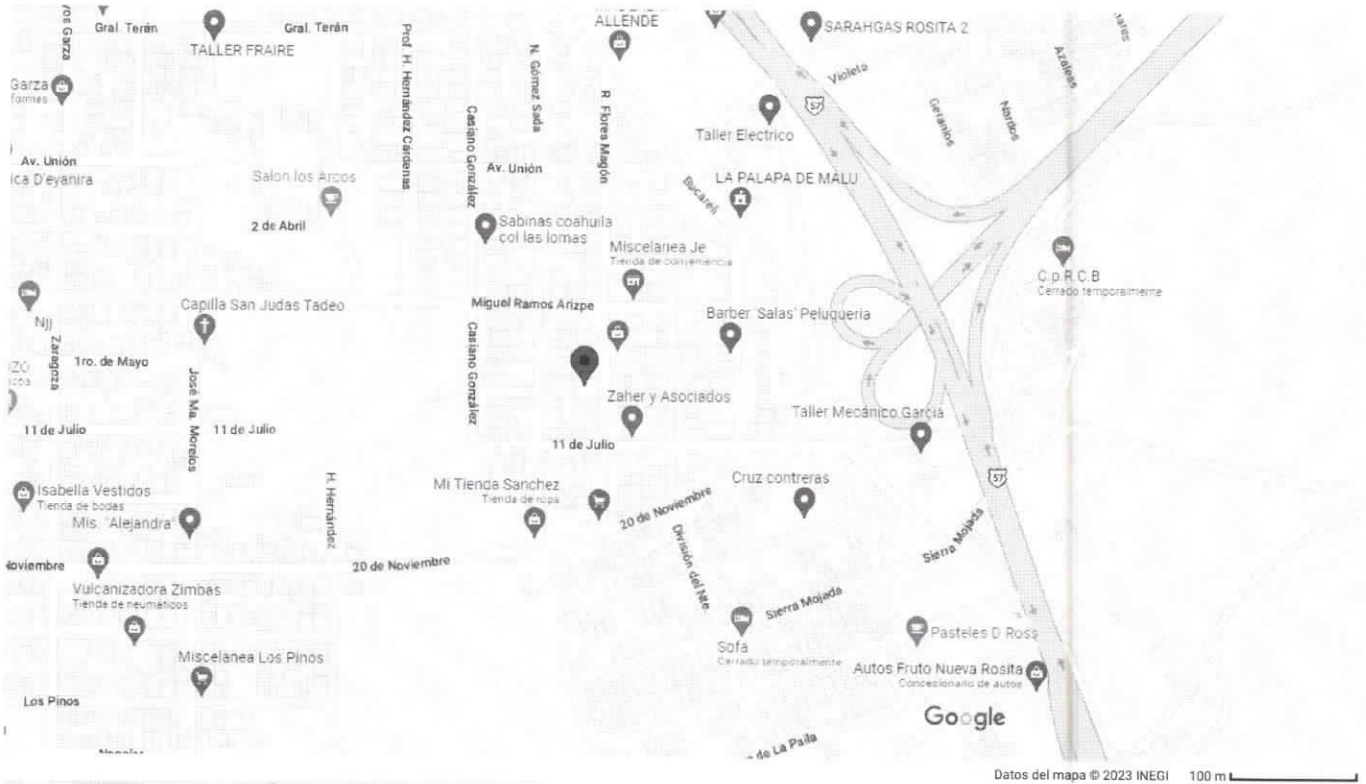 ALLENDE
SARAHGAS ROSITA 2
Gral. Terán
Gral. Terán
TALLER FRAIRE
Garza
Prof. H. Hernández Cárdenas
N. Gómez Sada
Violeta
Azaleas
57
Garza
R. Flores Magón
Taller Electrico
Geranios
Nardos
Casiano González
Av. Unión
ica D'eyanira
Salon los Arcos
Av. Unión
LA PALAPA DE MALU
Bucareli
2 de Abril
Sabinas coahuila
col las lomas
Miscelanea Je
Tienda de conveniencia
C.p.R.C.B
Cerrado temporalmente
Njj
Capilla San Judas Tadeo
Miguel Ramos Arizpe
Barber 'Salas' Peluqueria
Zaragoza
1ro. de Mayo
Casiano González
José Ma. Morelos
Zaher y Asociados
Taller Mecánico García
11 de Julio
11 de Julio
11 de Julio
H. Hernández
Mi Tienda Sanchez
Tienda de ropa
Cruz contreras
57
Isabella Vestidos
Tienda de bodas
Mis. "Alejandra"
20 de Noviembre
División del Nte.
Sierra Mojada
Noviembre
20 de Noviembre
Vulcanizadora Zimbas
Tienda de neumáticos
Sierra Mojada
Sofa
Cerrado temporalmente
Pasteles D Ross
Miscelanea Los Pinos
Autos Fruto Nueva Rosita
Concesionario de autos
Los Pinos
Google
de La Paila
Datos del mapa © 2023 INEGI 100 m